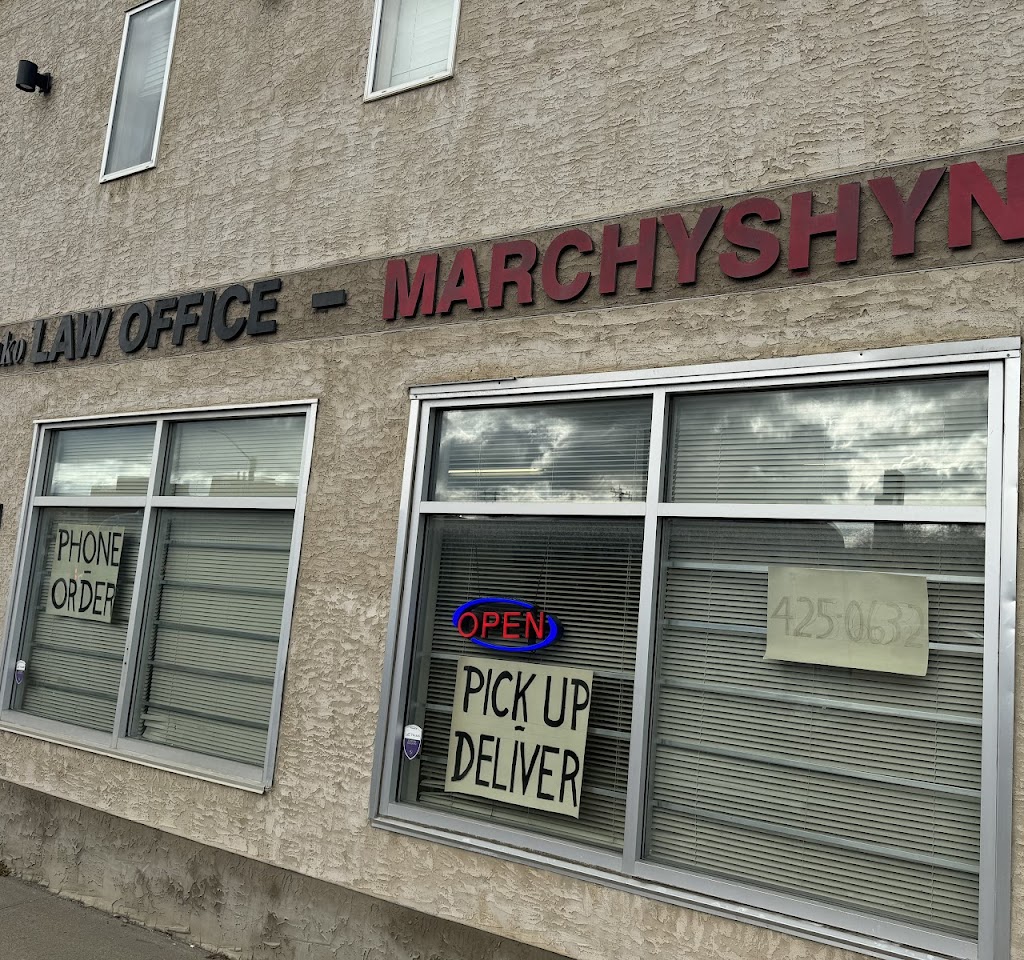 LAW OFFICE - MARCHYSHYN
PHONE
-
ORDER
OPEN
PICK UP
-
DELIVER
425-0632